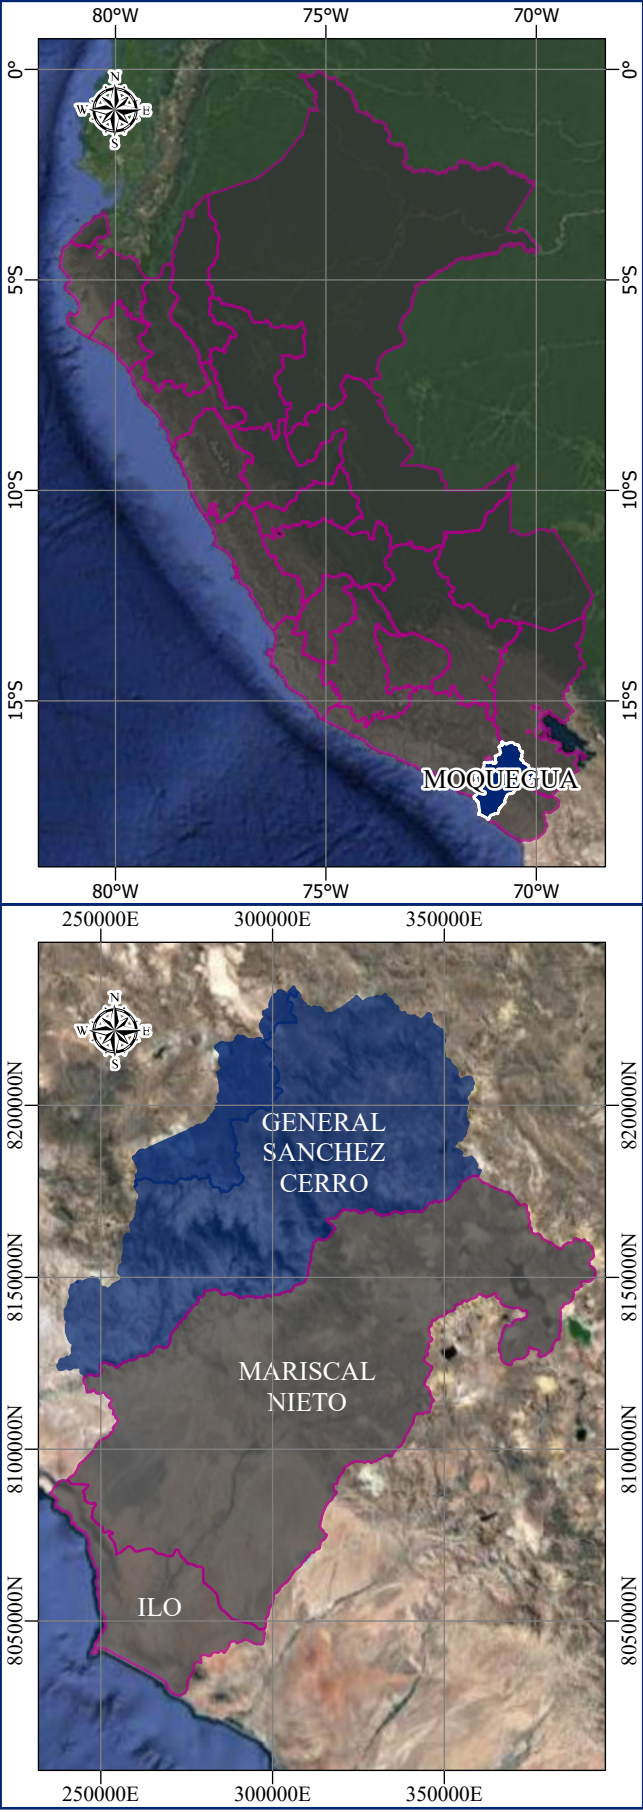 80°W 75°W 70°W
N
W E
S
0° 0°
5°S 5°S
10°S 10°S
15°S 15°S
MOQUEGUA
80°W 75°W 70°W
250000E 300000E 350000E
N
W E
S
8200000N 8200000N
GENERAL
SANCHEZ
CERRO
8150000N 8150000N
MARISCAL
NIETO
8100000N 8100000N
ILO
8050000N 8050000N
250000E 300000E 350000E